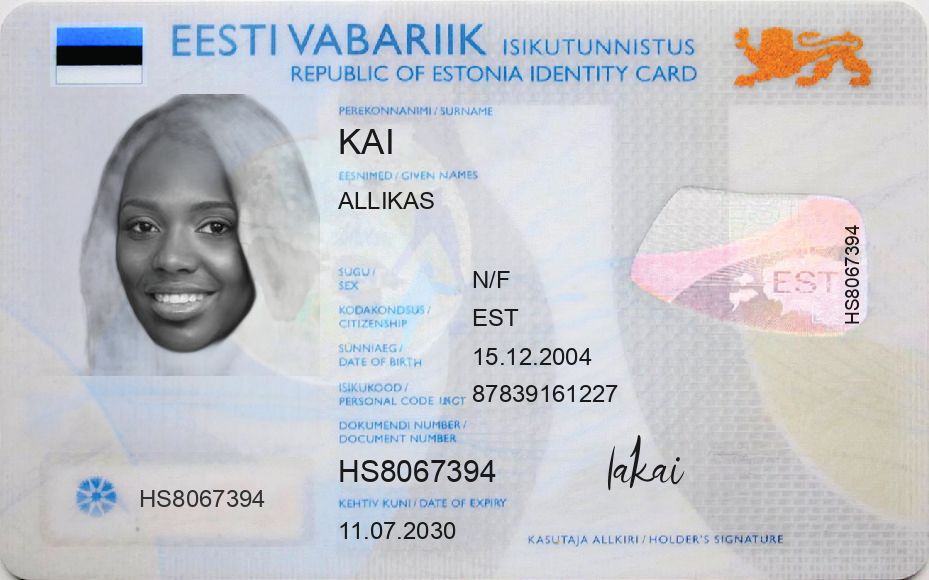 EESTI VABARIIK ISIKUTUNNISTUS
REPUBLIC OF ESTONIA IDENTITY CARD
PEREKONNANIMI / SURNAME
KAI
EESNIMED / GIVEN NAMES
ALLIKAS
SUGU /
SEX
N/F
KODAKONDSUS /
CITIZENSHIP
EST
SÜNNIAEG /
DATE OF BIRTH
15.12.2004
ISIKUKOOD /
PERSONAL CODE
87839161227
DOKUMENDI NUMBER /
DOCUMENT NUMBER
HS8067394
KEHTIV KUNI / DATE OF EXPIRY
11.07.2030
HS8067394
EST
HS8067394
lakai
KASUTAJA ALLKIRI / HOLDER'S SIGNATURE